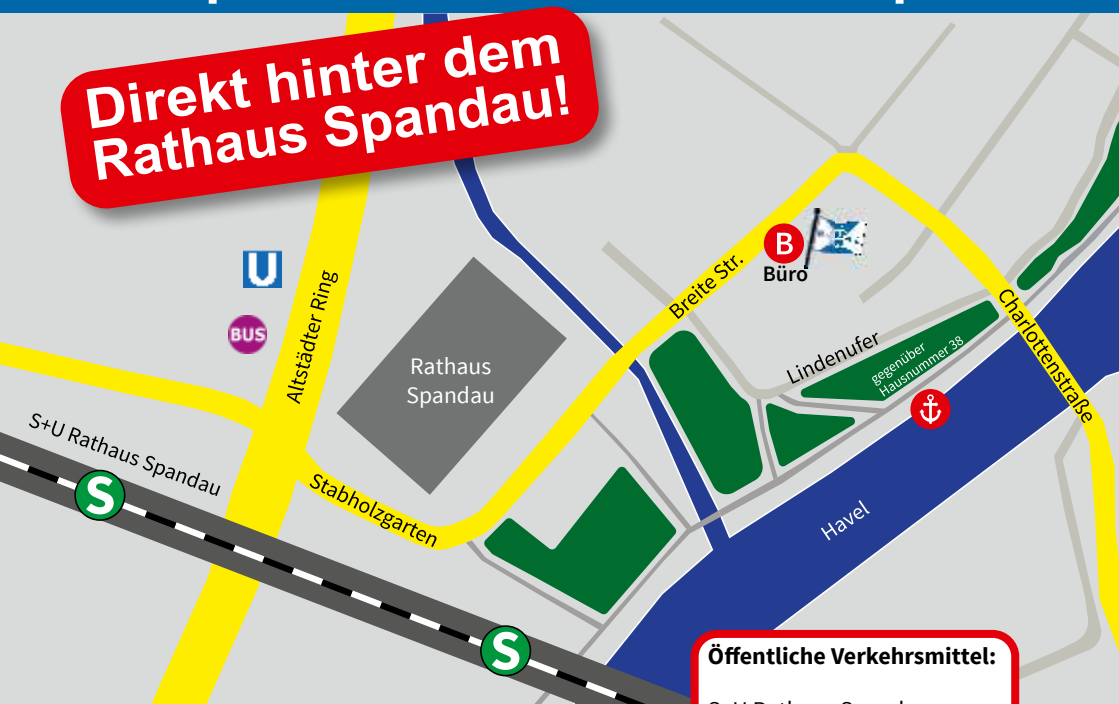 Direkt hinter dem
Rathaus Spandau!
U
BUS
Altstädter Ring
Rathaus
Spandau
Breite Str.
B
Büro
Lindenufer
gegenüber
Hausnummer 38
Charlottenstraße
S+U Rathaus Spandau
S
Stabholzgarten
Havel
S
Öffentliche Verkehrsmittel: